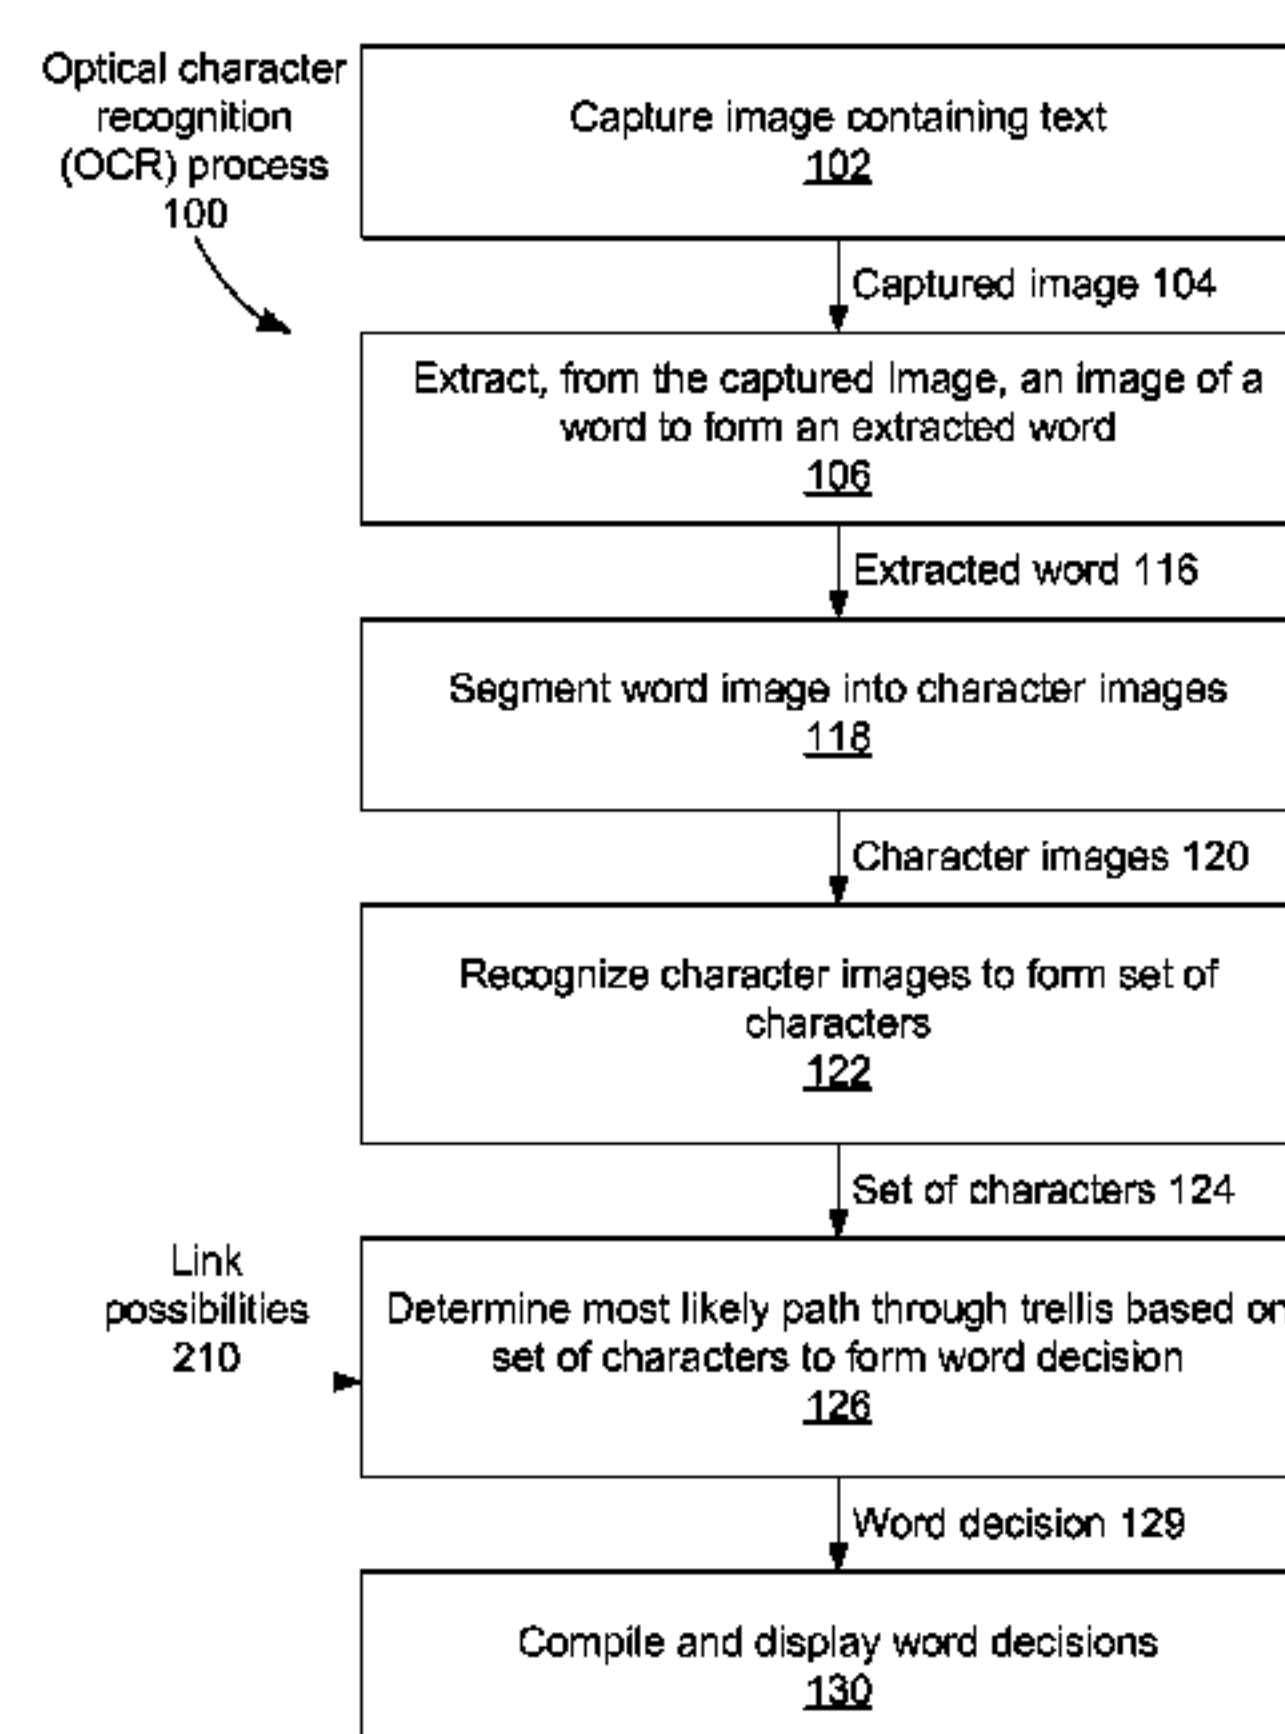 Optical character
recognition
(OCR) process
100
Capture image containing text
102
Captured image 104
Extract, from the captured image, an image of a
word to form an extracted word
106
Extracted word 116
Segment word image into character images
118
Character images 120
Recognize character images to form set of
characters
122
Set of characters 124
Link
possibilities
210
Determine most likely path through trellis based on
set of characters to form word decision
126
Word decision 129
Compile and display word decisions
130